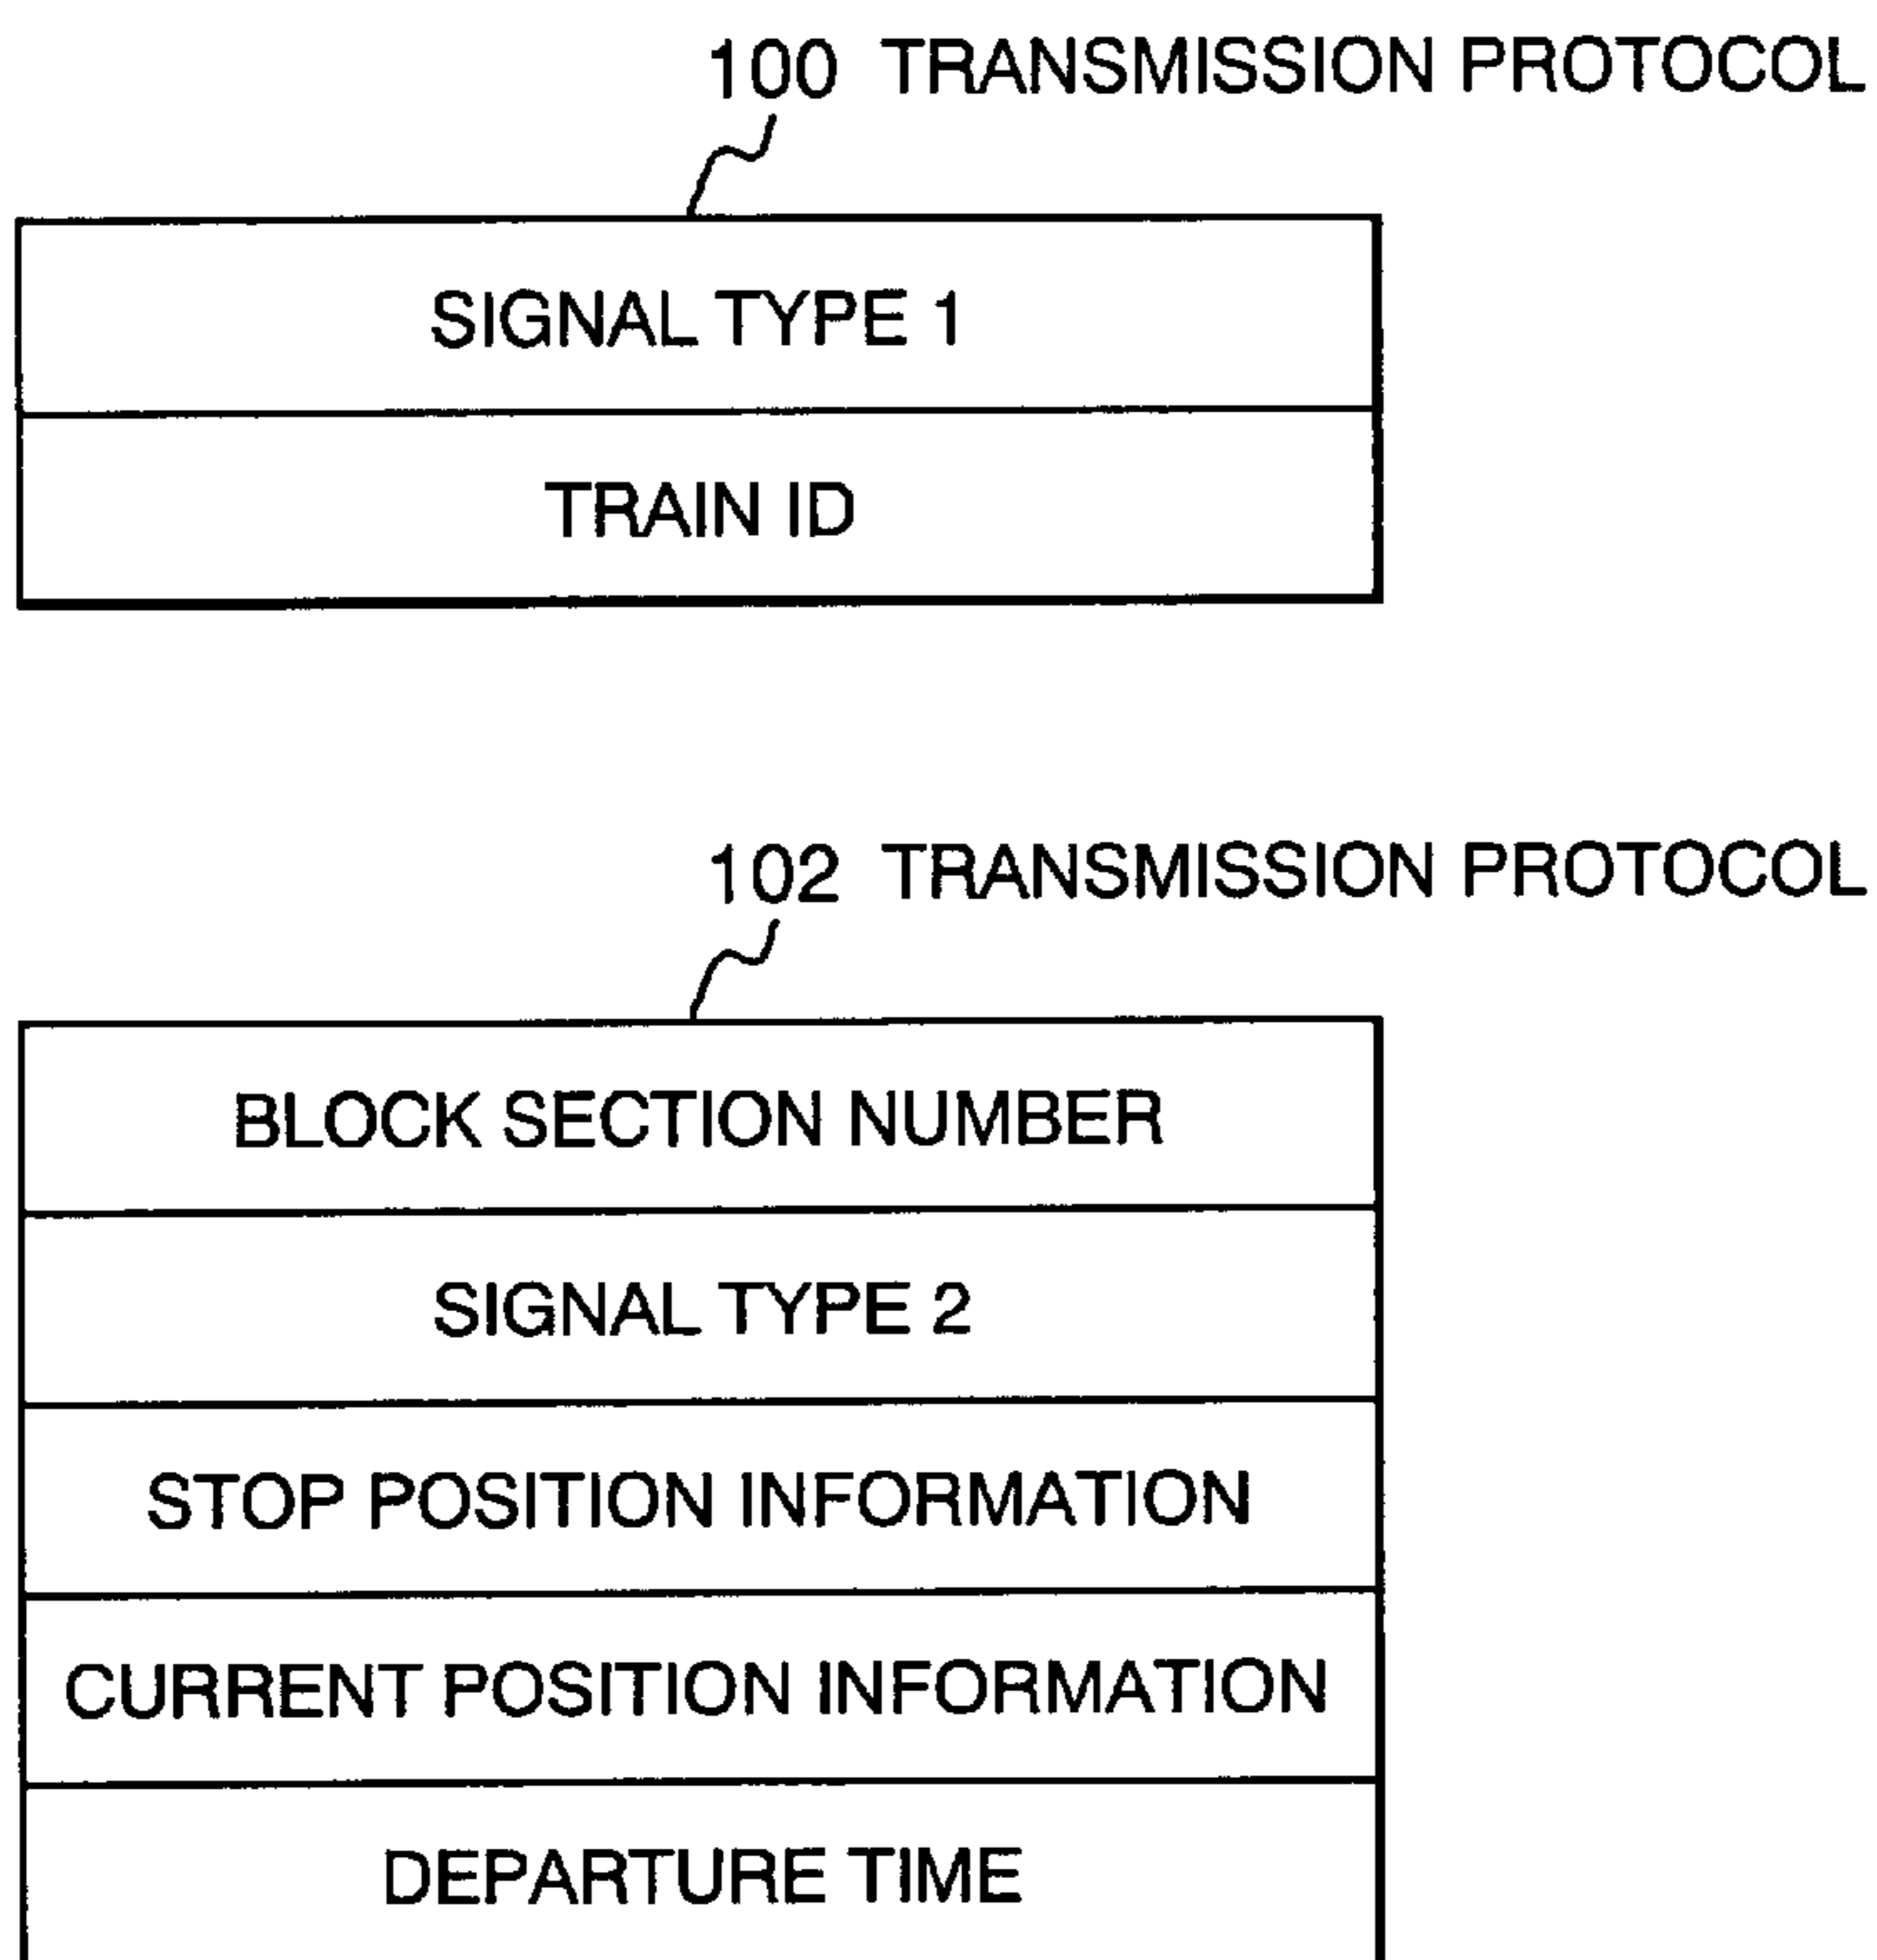 100 TRANSMISSION PROTOCOL
SIGNAL TYPE 1
TRAIN ID
102 TRANSMISSION PROTOCOL
BLOCK SECTION NUMBER
SIGNAL TYPE 2
STOP POSITION INFORMATION
CURRENT POSITION INFORMATION
DEPARTURE TIME